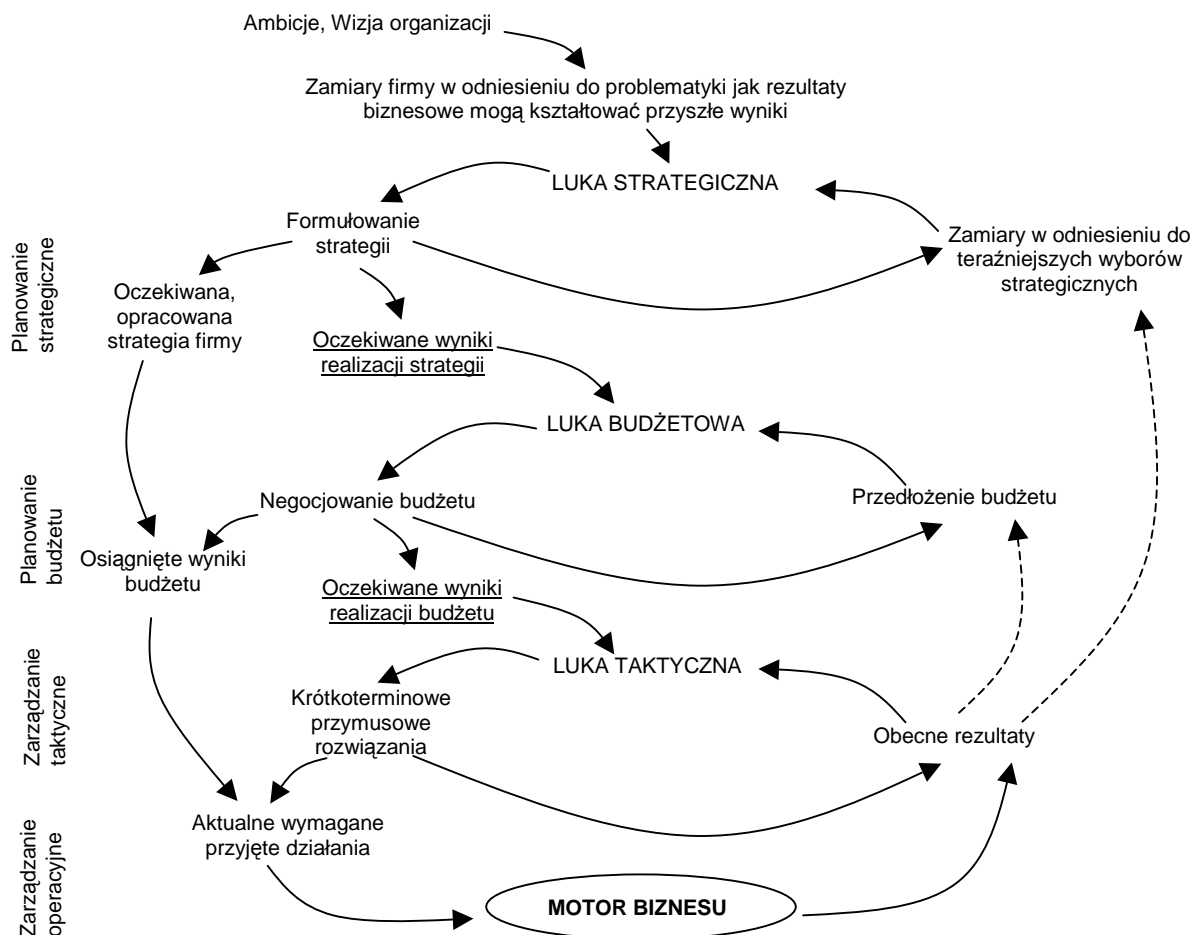 Ambicje, Wizja organizacji
Zamiary firmy w odniesieniu do problematyki jak rezultaty
biznesowe mogą kształtować przyszłe wyniki
LUKA STRATEGICZNA
Formułowanie
strategii
Zamiary w odniesieniu do
teraźniejszych wyborów
strategicznych
Planowanie
strategiczne
Oczekiwana,
opracowana
strategia firmy
Oczekiwane wyniki
realizacji strategii
LUKA BUDŻETOWA
Negocjowanie budżetu
Przedłożenie budżetu
Planowanie
budżetu
Osiągnięte wyniki
budżetu
Oczekiwane wyniki
realizacji budżetu
LUKA TAKTYCZNA
Zarządzanie
taktyczne
Krótkoterminowe
przymusowe
rozwiązania
Obecne rezultaty
Aktualne wymagane
przyjęte działania
Zarządzanie
operacyjne
MOTOR BIZNESU